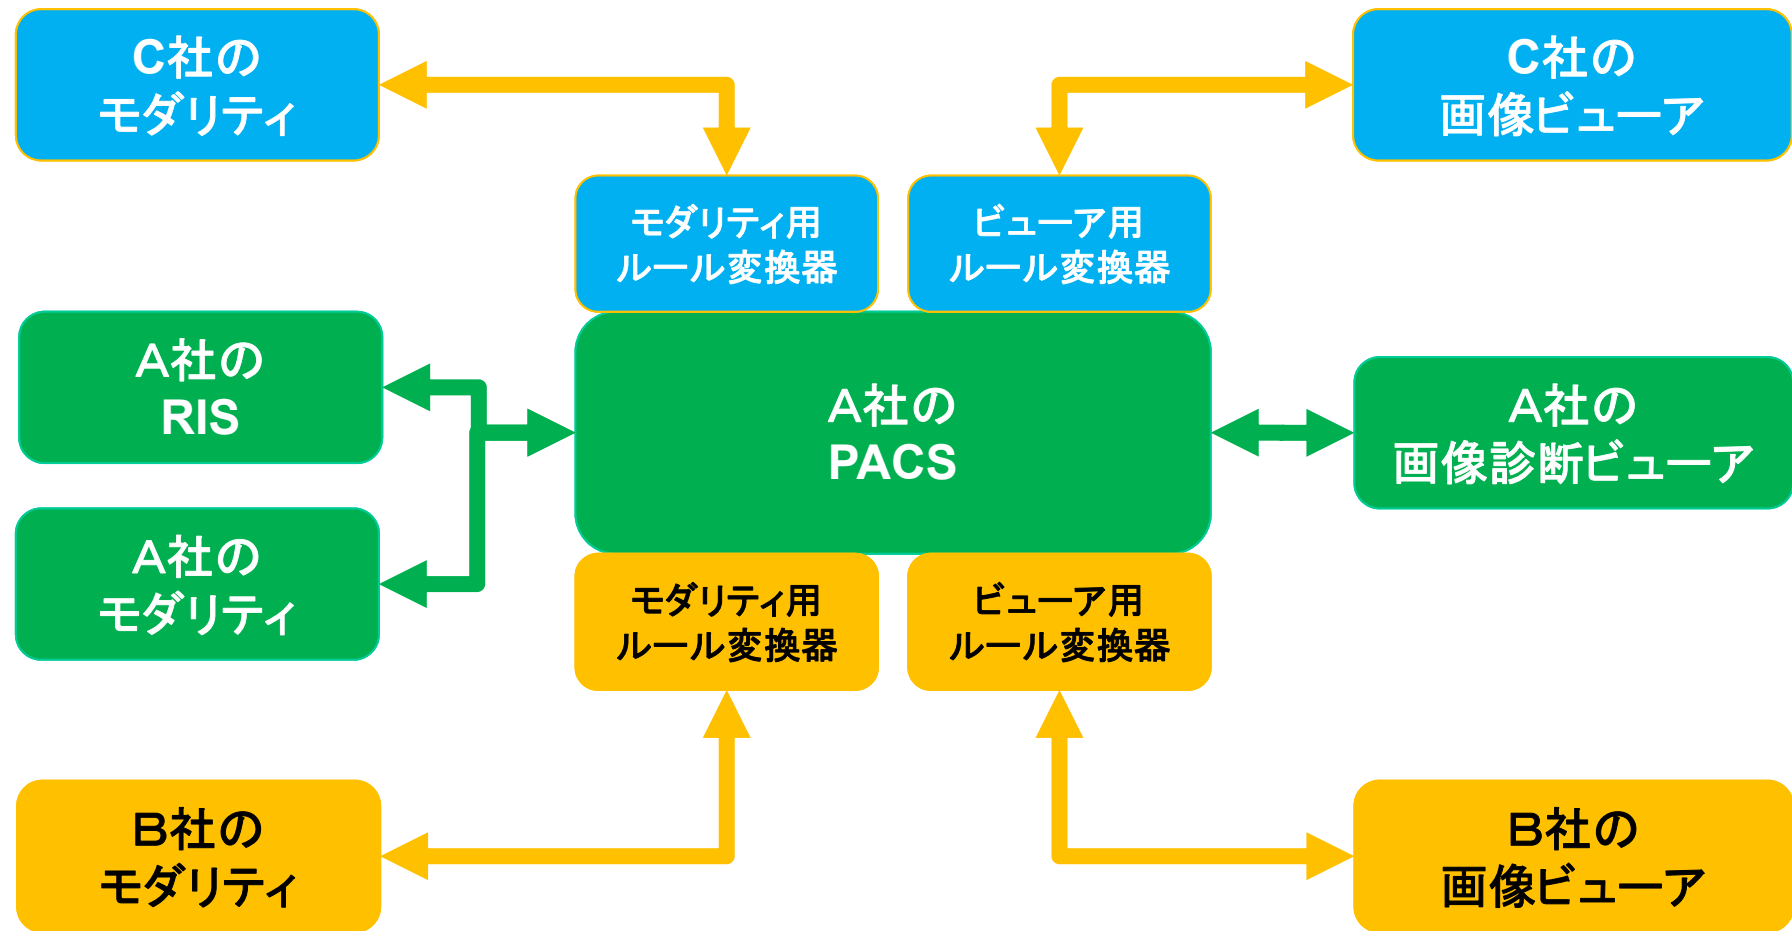 C社の
モダリティ
C社の
画像ビューア
モダリティ用
ルール変換器
ビューア用
ルール変換器
A社の
RIS
A社の
PACS
A社の
画像診断ビューア
A社の
モダリティ
モダリティ用
ルール変換器
ビューア用
ルール変換器
B社の
モダリティ
B社の
画像ビューア